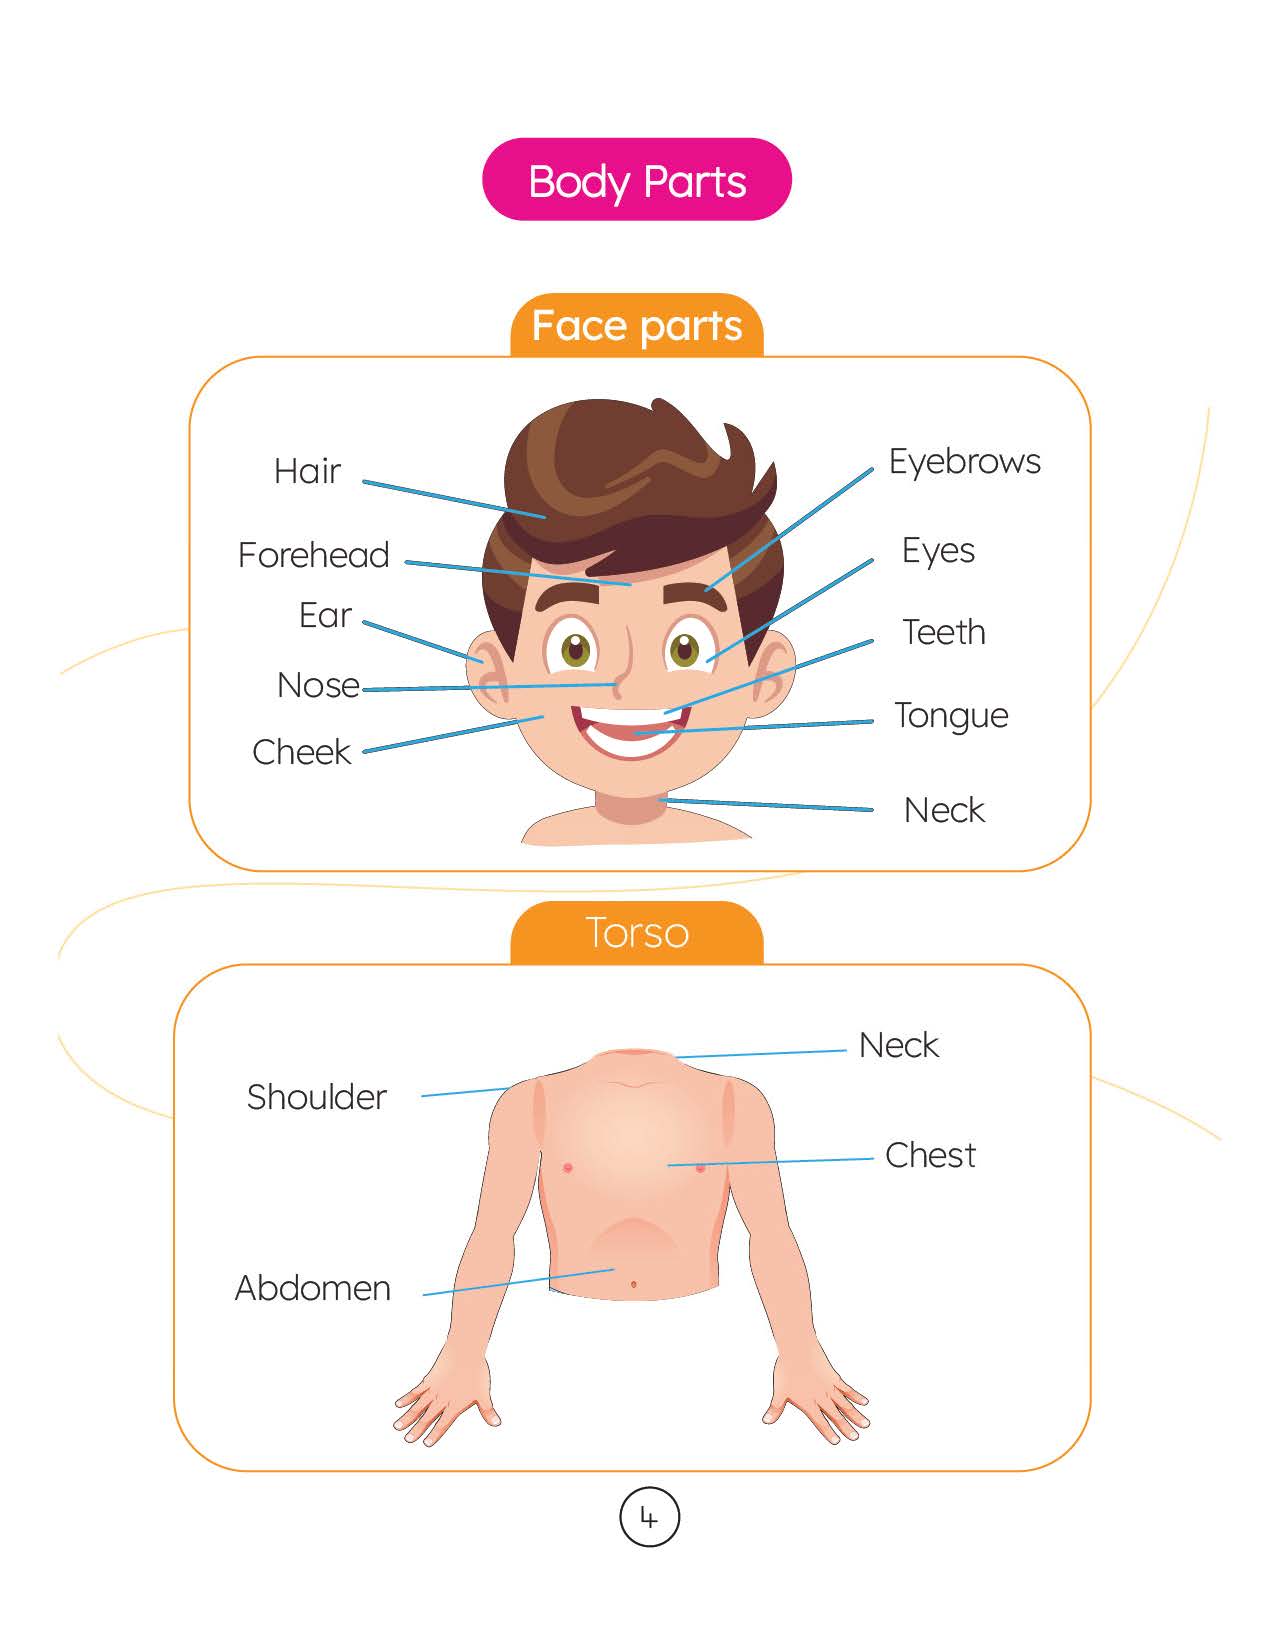 Body Parts
Face parts
Hair
Forehead
Ear
Nose
Cheek
Eyebrows
Eyes
Teeth
Tongue
Neck
Torso
Shoulder
Abdomen
Neck
Chest
4